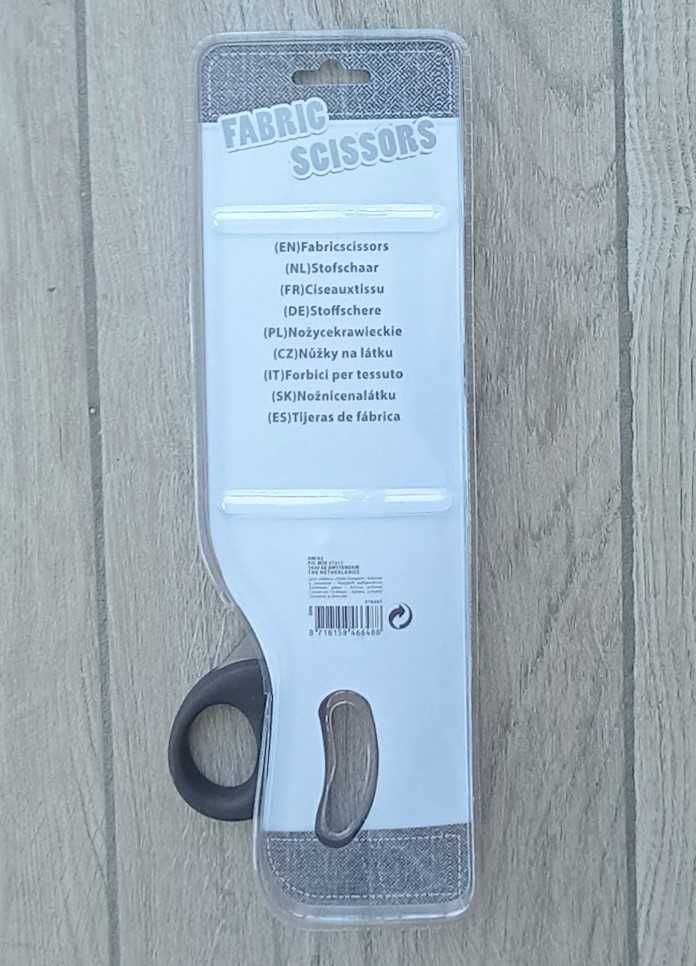 FABRIC
SCISSORS
(EN)Fabricscissors
(NL)Stofschaar
(FR)Ciseauxtissu
(DE)Stoffschere
(PL)Nożycekrawieckie
(CZ)Nůžky na látku
(IT)Forbici per tessuto
(SK)Nožnicenalátku
(ES)Tijeras de fábrica
THE NETHERLANDS
8 718158 466488